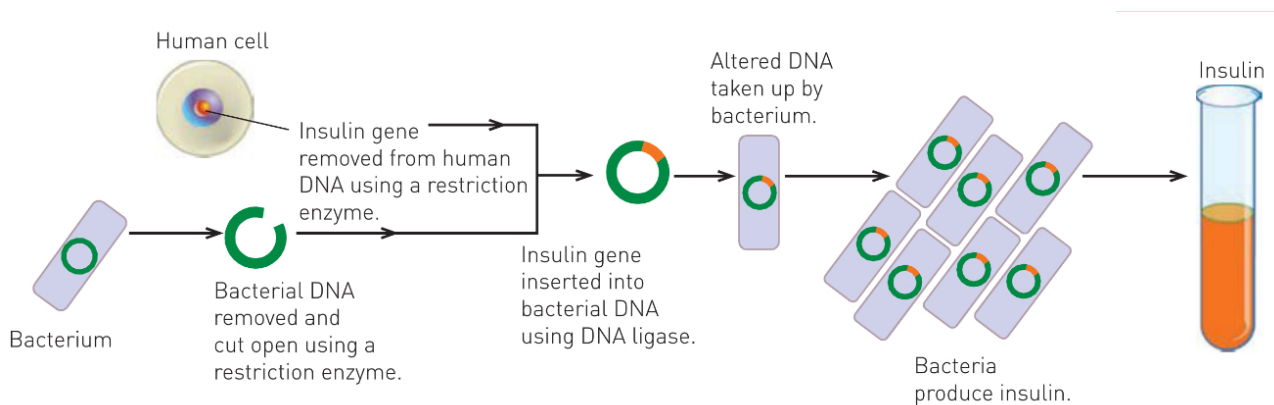 Human cell
Insulin gene
removed from human
DNA using a restriction
enzyme.
Bacterium
Bacterial DNA
removed and
cut open using a
restriction enzyme.
Insulin gene
inserted into
bacterial DNA
using DNA ligase.
Altered DNA
taken up by
bacterium.
Bacteria
produce insulin.
Insulin